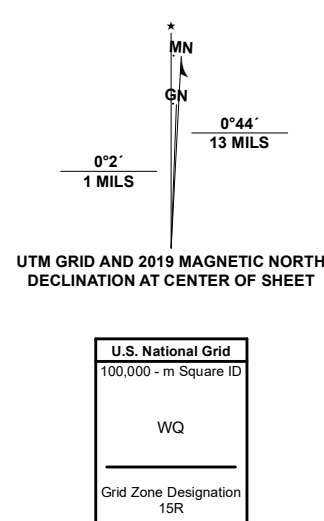 MN
GN
0°44´
13 MILS
0°2´
1 MILS
UTM GRID AND 2019 MAGNETIC NORTH
DECLINATION AT CENTER OF SHEET
U.S. National Grid
100,000 - m Square ID
WQ
Grid Zone Designation
15R